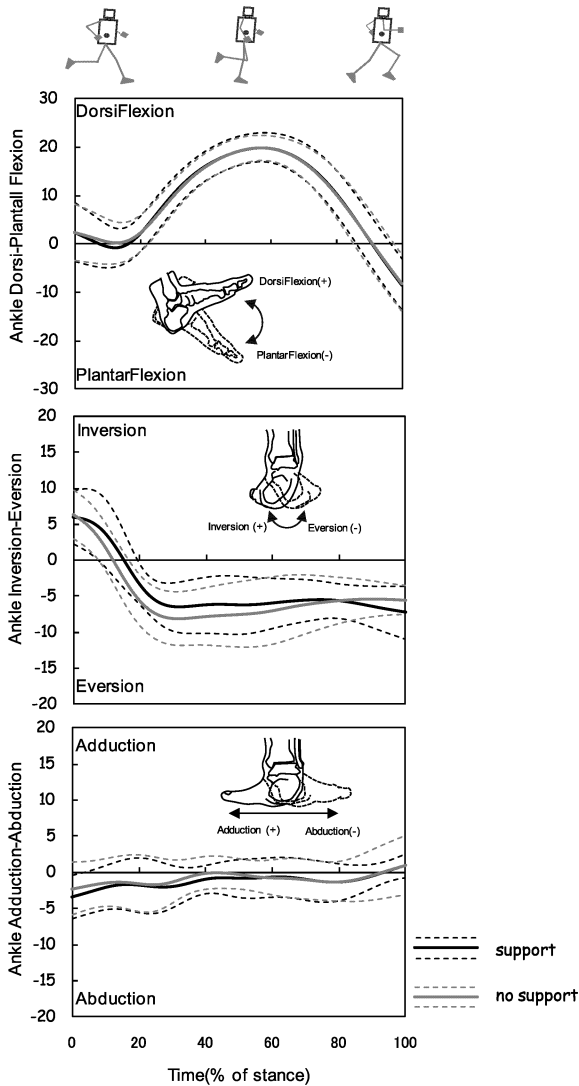 30
DorsiFlexion
20
10
0
-10
-20
-30
Ankle Dorsi-Plantall Flexion
DorsiFlexion(+)
PlantarFlexion(-)
PlantarFlexion
20
Inversion
15
10
5
0
-5
-10
-15
-20
Ankle Inversion-Eversion
Inversion (+) Eversion (-)
Eversion
20
Adduction
15
10
5
0
-5
-10
-15
-20
Ankle Adduction-Abduction
Adduction (+) Abduction(-)
Abduction
support
no support
0 20 40 60 80 100
Time(% of stance)